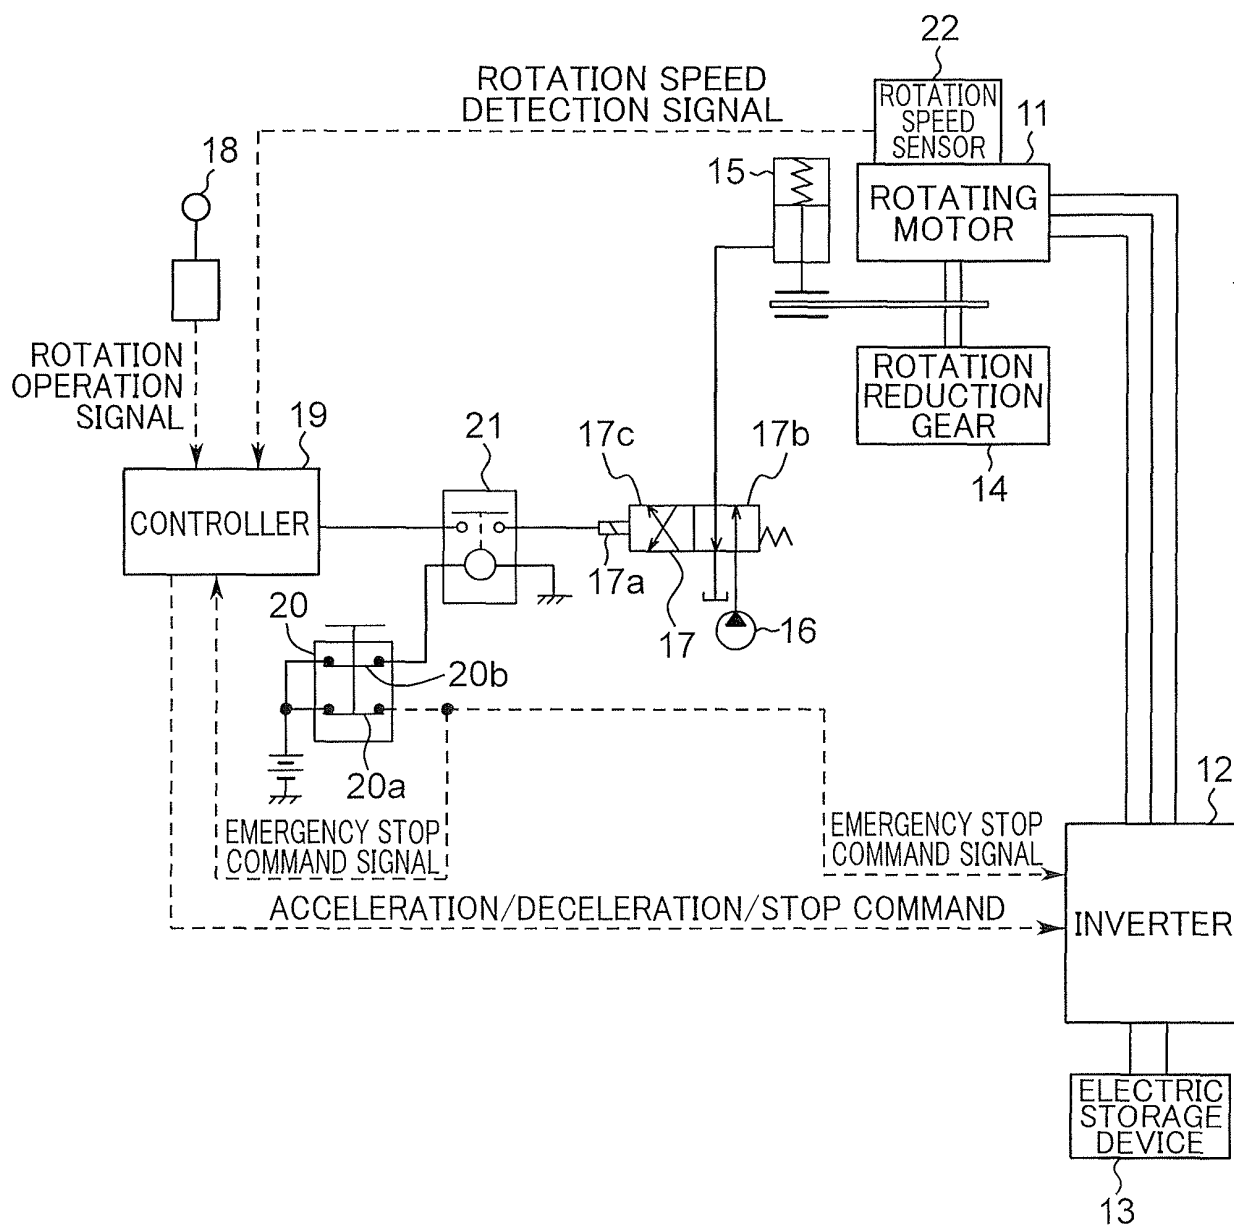 22
ROTATION SPEED
DETECTION SIGNAL
ROTATION
SPEED
SENSOR
11
18
15
ROTATING
MOTOR
ROTATION
OPERATION
SIGNAL
ROTATION
REDUCTION
GEAR
19
21
17c
17b
14
CONTROLLER
17a
20
17
16
20b
20a
12
EMERGENCY STOP
COMMAND SIGNAL
EMERGENCY STOP
COMMAND SIGNAL
ACCELERATION/DECELERATION/STOP COMMAND
INVERTER
ELECTRIC
STORAGE
DEVICE
13